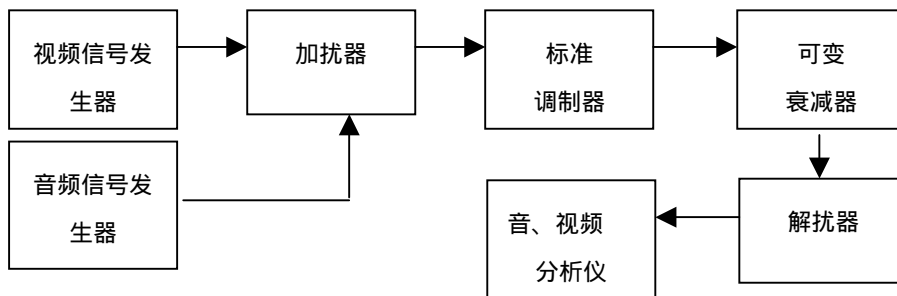 视频信号发
生器
加扰器
标准
调制器
可变
衰减器
音频信号发
生器
音、视频
分析仪
解扰器